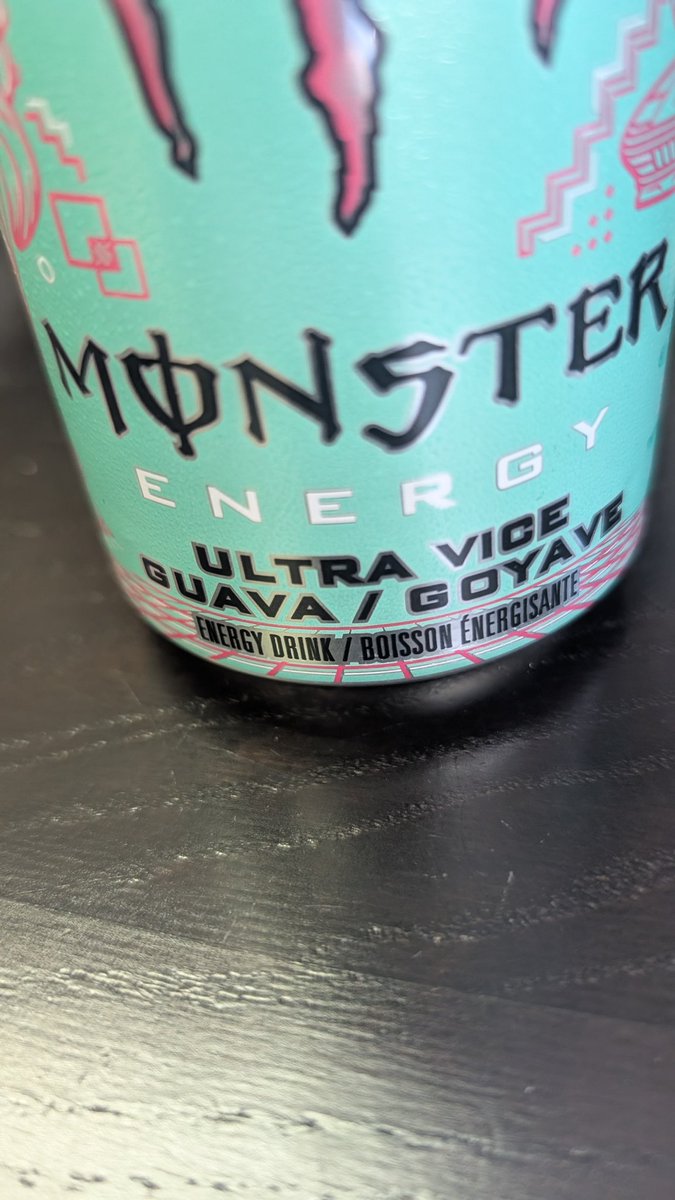 MONSTER
ENERGY
ULTRA VICE
GUAVA / GOYAVE
ENERGY DRINK / BOISSON ÉNERGISANTE